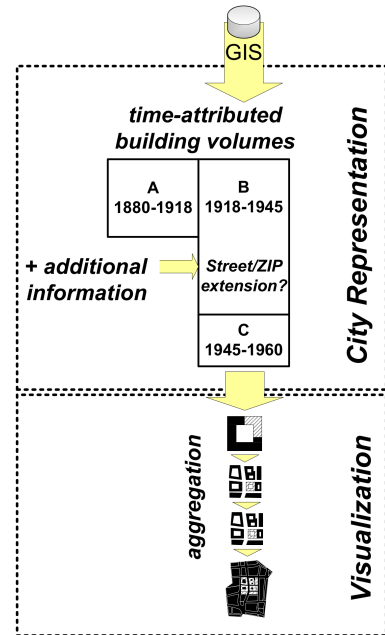 GIS
time-attributed
building volumes
A
1880-1918
B
1918-1945
+ additional
information
Street/ZIP
extension?
C
1945-1960
City Representation
aggregation
Visualization